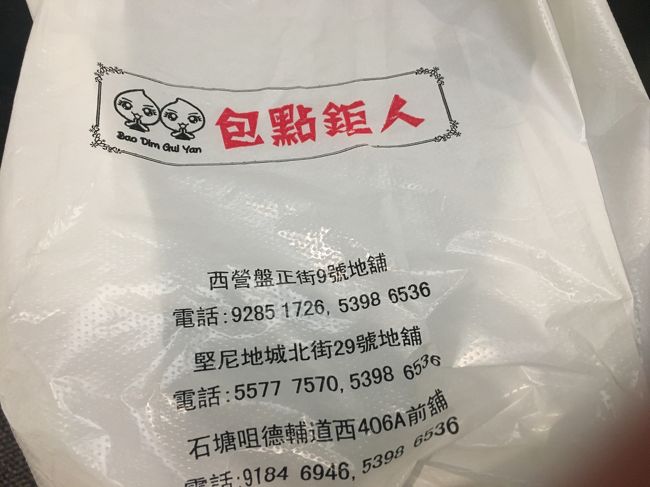 包點鉅人
Bao Dim Gui Yan
西營盤正街9號地舖
電話:9285 1726, 5398 6536
堅尼地城北街29號地舖
電話:5577 7570, 5398 6536
石塘咀德輔道西406A前舖
電話:9184 6946, 5398 6536